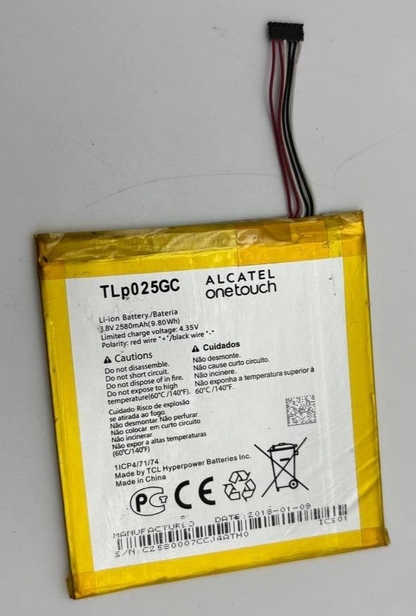 TLp025GC
ALCATEL
onetouch
Li-ion Battery/Bateria
3.8V 2580mAh(9.80Wh)
Limited charge voltage: 4.35V
Polarity: red wire "+"/black wire "-"
Cautions
Do not disassemble.
Do not short circuit.
Do not dispose of in fire.
Do not expose to high
temperature(60℃/140℉).
Cuidados
Não desmonte.
Não cause curto circuito.
Não incinere.
Não exponha a temperatura superior à
60℃/140℉.
Cuidado: Risco de explosão
se atirada ao fogo.
Não desmontar. Não perfurar
Não colocar em curto circuito
Não incinerar
Não expor a altas temperaturas
(60℃/140℉)
1ICP4/71/74
Made by TCL Hyperpower Batteries Inc.
Made in China
CE
MANUFACTURED DATE: 2018-01-09
S/N: CZ580007CCJ4ATH0
ICS01